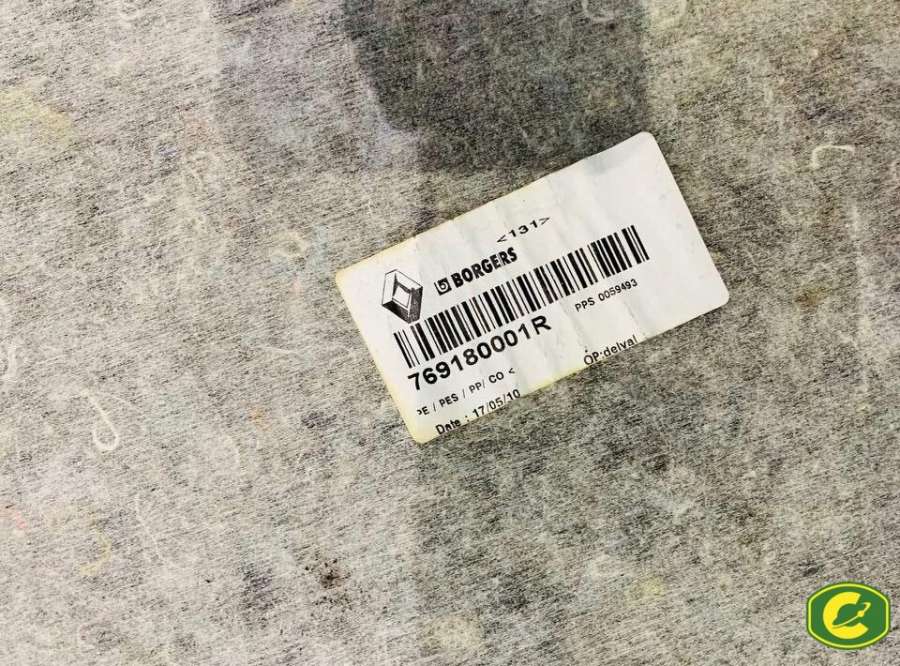 <131>
BORGERS
PPS 0059493
769180001R
PE / PES / PP/ CO <
OP:delval
Date : 17/05/10